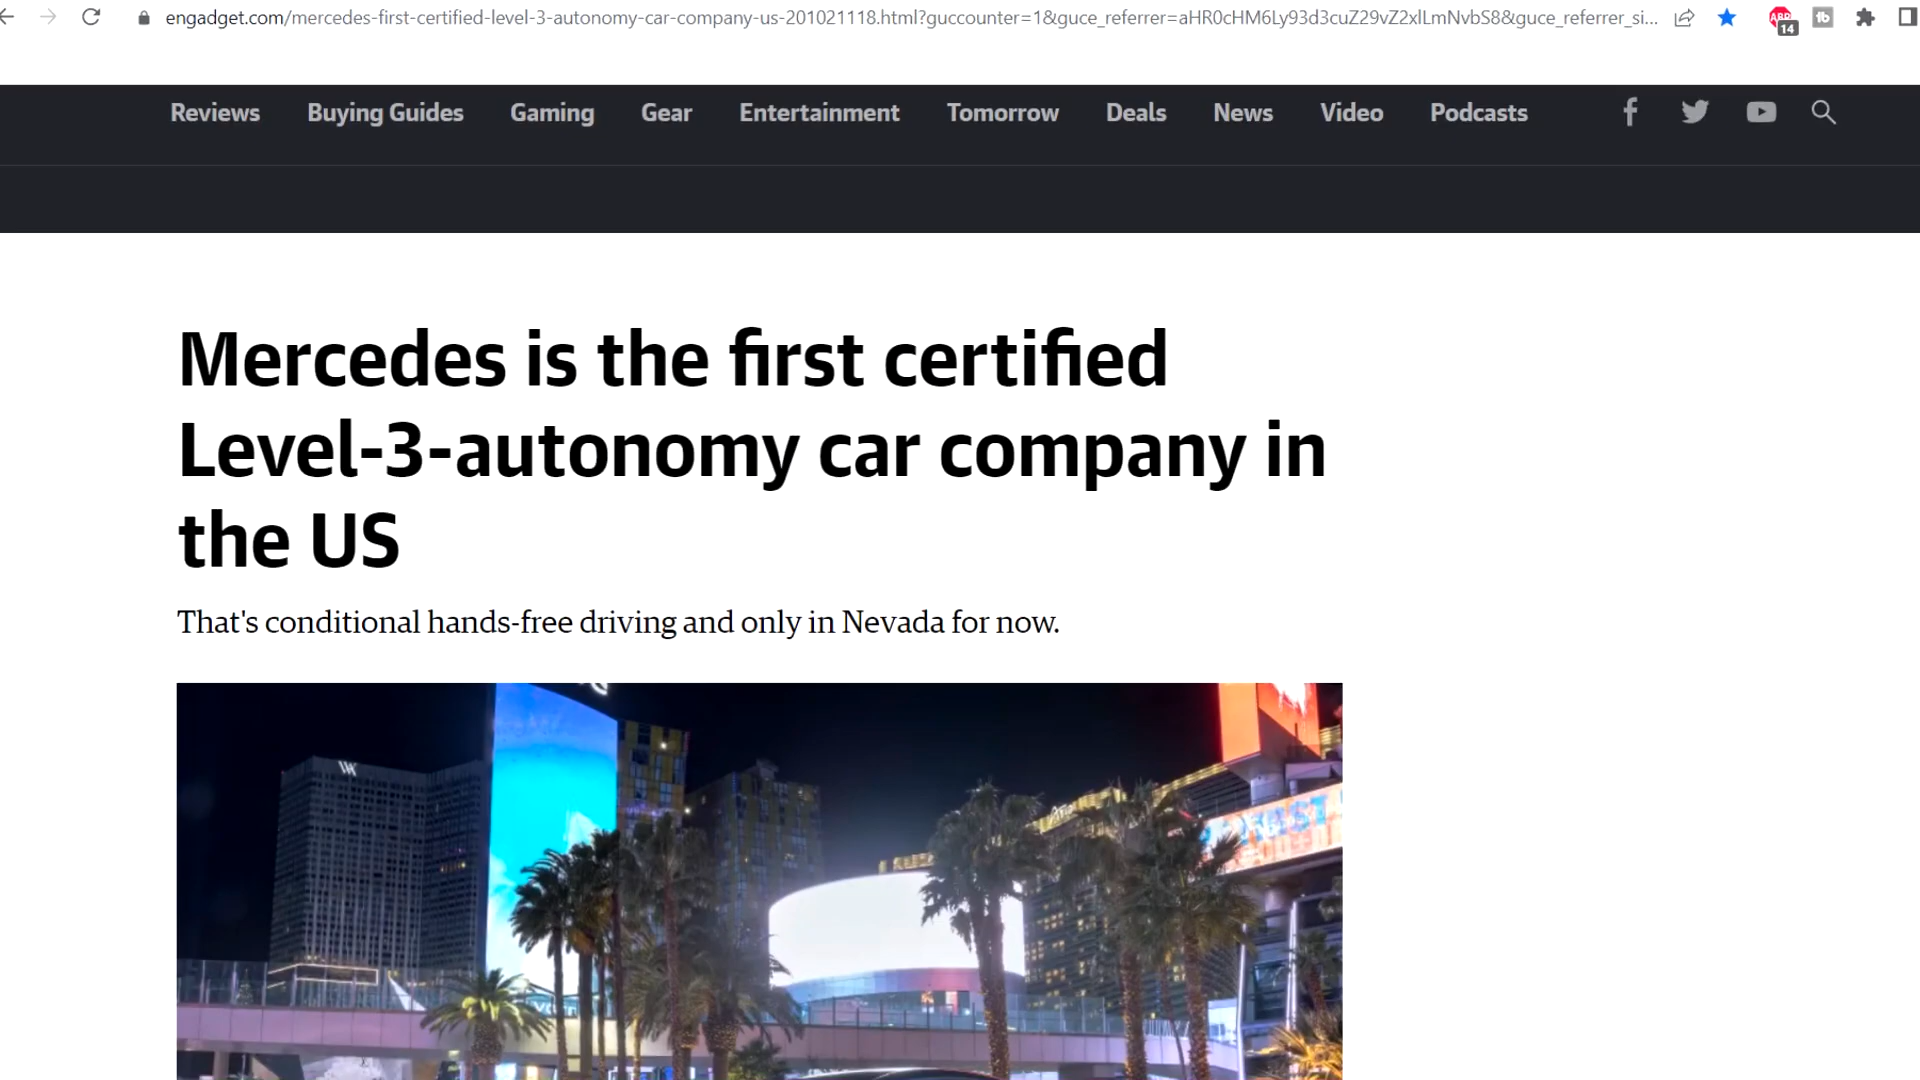 engadget.com/mercedes-first-certified-level-3-autonomy-car-company-us-201021118.html?guccounter=1&guce_referrer=aHR0cHM6Ly93d3cuZ29vZ2xlLmNvbS8&guce_referrer_si...
14
Reviews Buying Guides Gaming Gear Entertainment Tomorrow Deals News Video Podcasts
Mercedes is the first certified
Level-3-autonomy car company in
the US
That's conditional hands-free driving and only in Nevada for now.